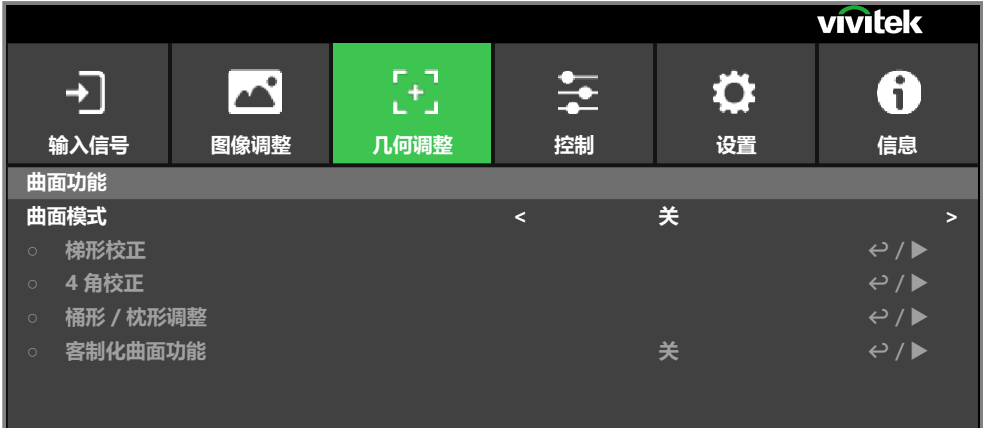 vivitek
输入信号 图像调整 几何调整 控制 设置 信息
曲面功能
曲面模式 < 关 >
○ 梯形校正 ↩ / ▶
○ 4 角校正 ↩ / ▶
○ 桶形 / 枕形调整 ↩ / ▶
○ 客制化曲面功能 关 ↩ / ▶